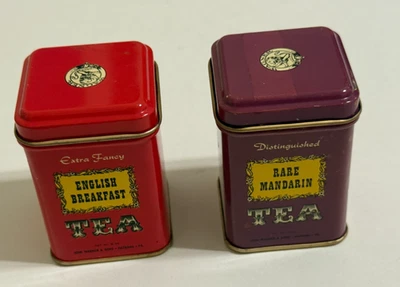 Extra Fancy
ENGLISH
BREAKFAST
TEA
Distinguished
RARE
MANDARIN
TEA